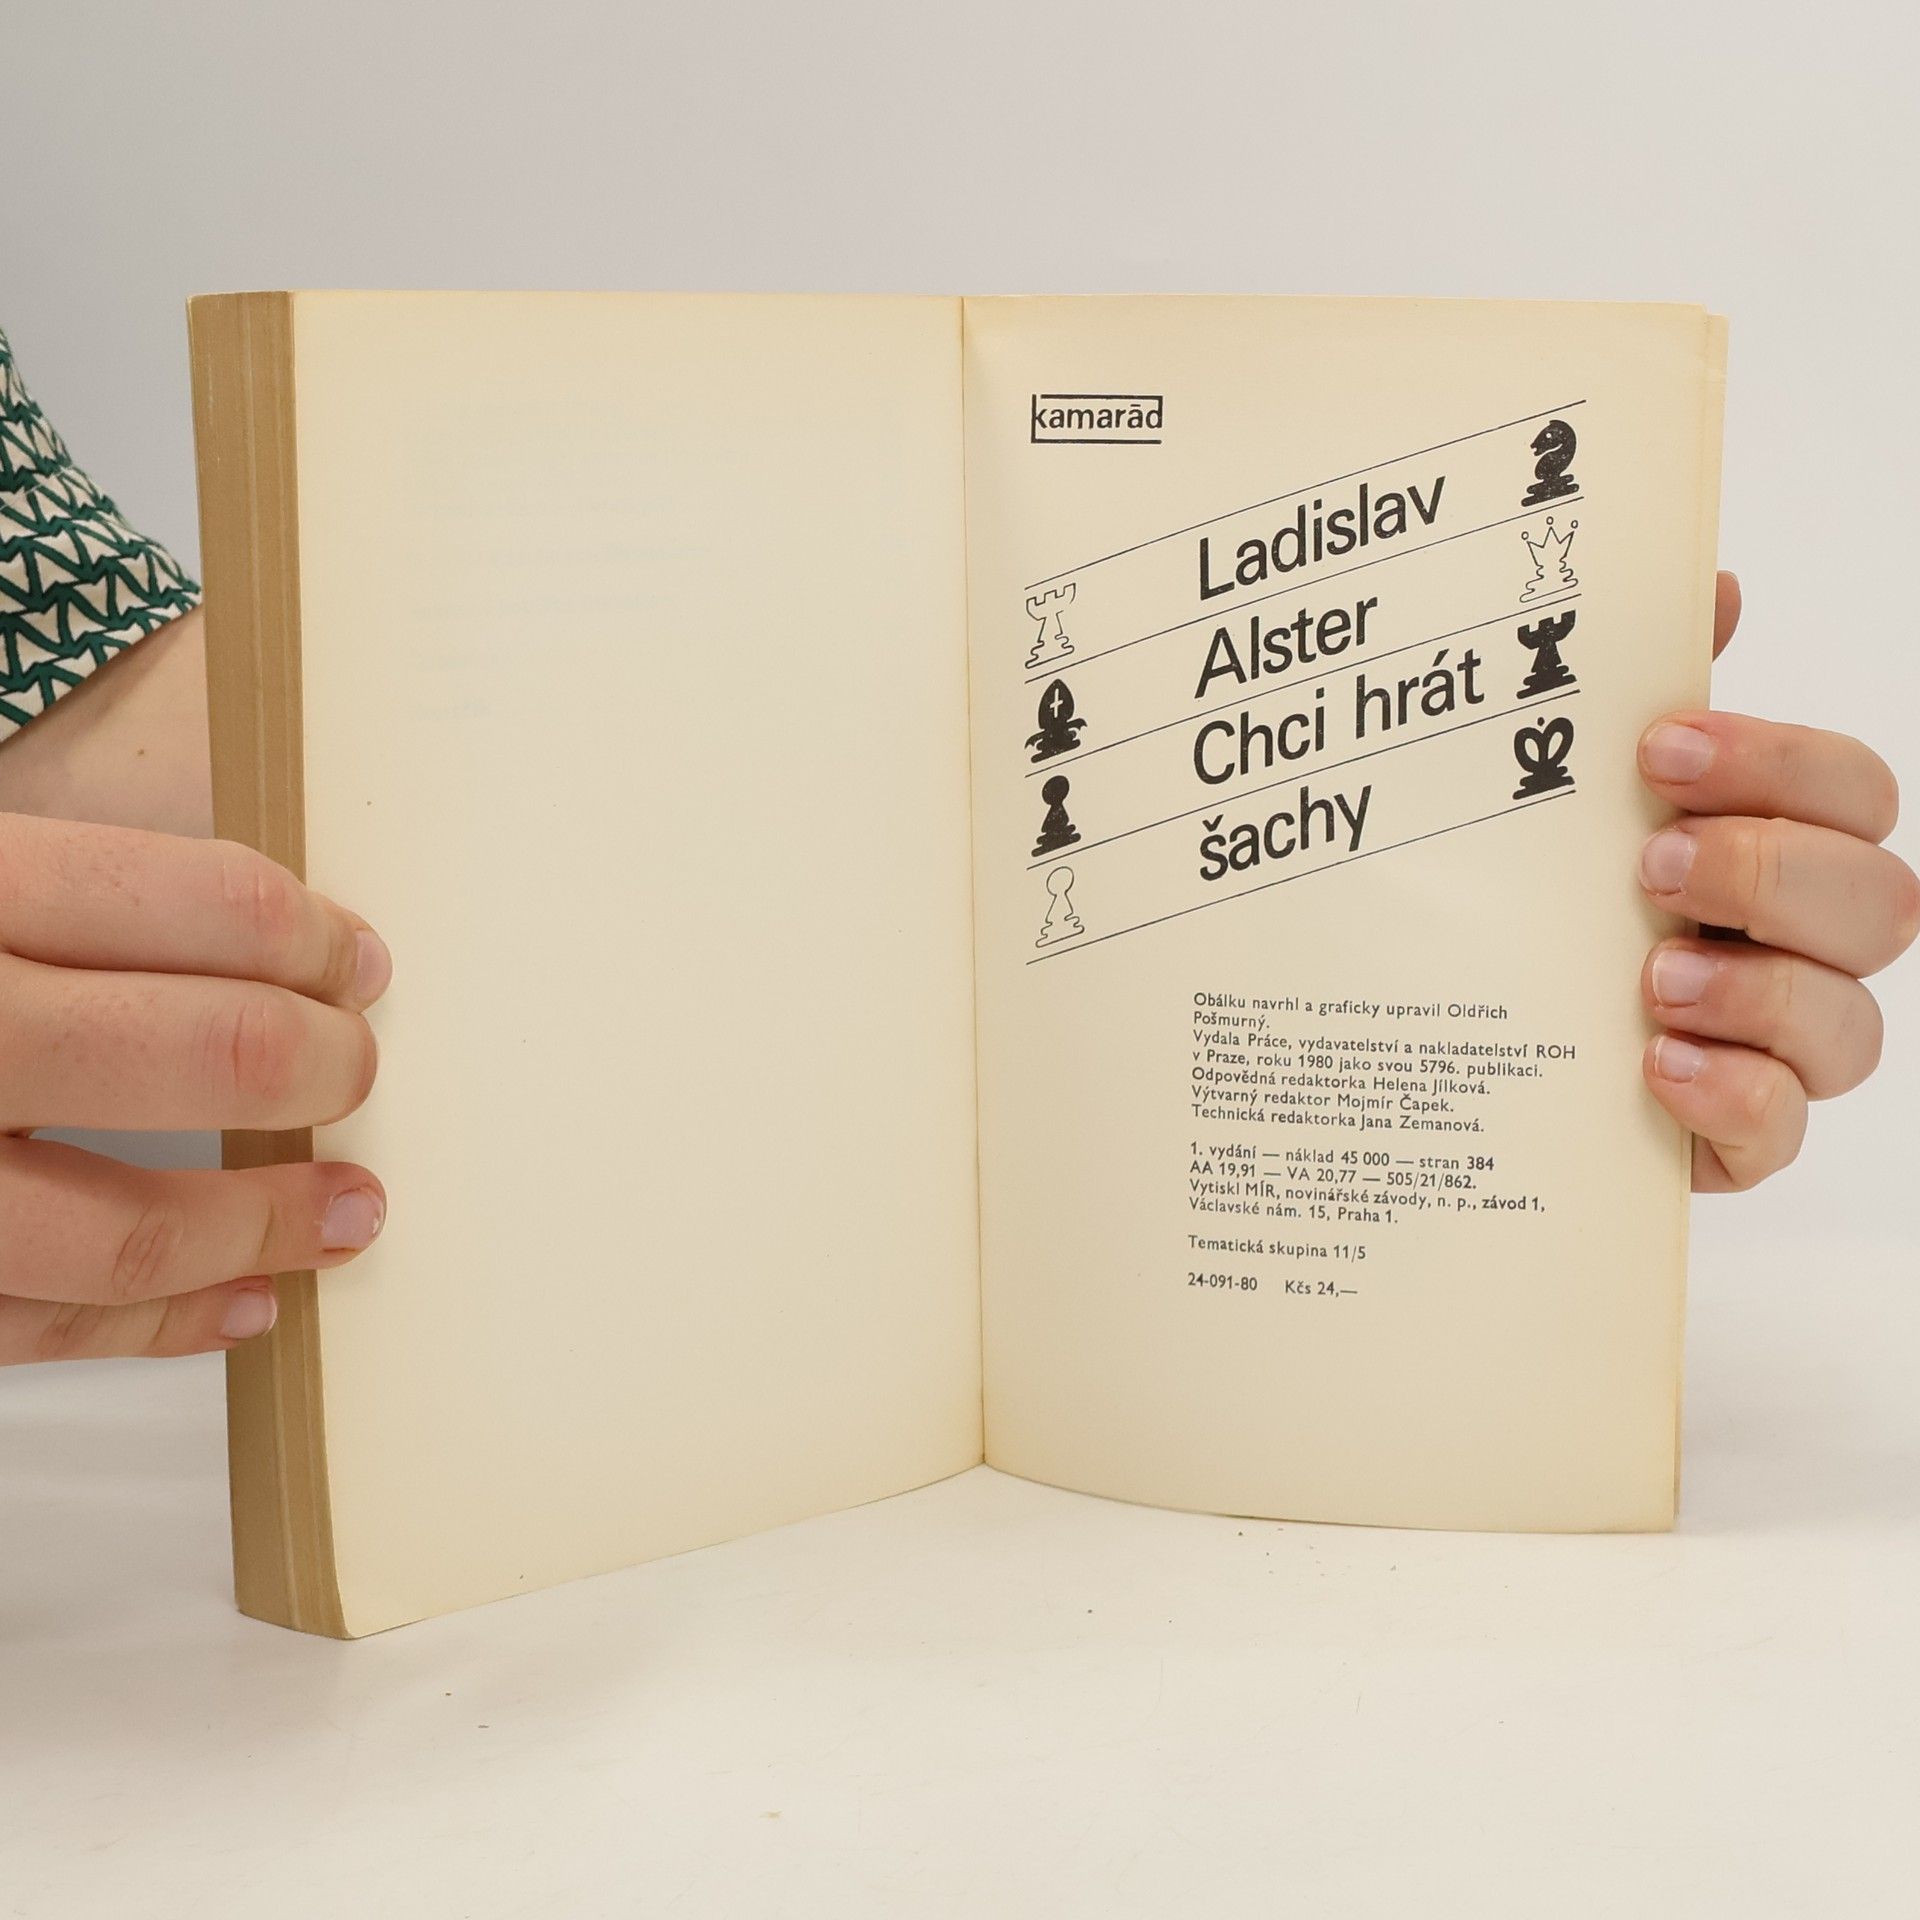 kamarād
Ladislav
Alster
Chci hrát
šachy
Obálku navrhl a graficky upravil Oldřich
Pošmurný.
Vydala Práce, vydavatelství a nakladatelství ROH
v Praze, roku 1980 jako svou 5796. publikaci.
Odpovědná redaktorka Helena Jílková.
Výtvarný redaktor Mojmír Čapek.
Technická redaktorka Jana Zemanová.
1. vydání — náklad 45 000 — stran 384
AA 19,91 — VA 20,77 — 505/21/862.
Vytiskl MÍR, novinářské závody, n. p., závod 1,
Václavské nám. 15, Praha 1.
Tematická skupina 11/5
24-091-80 Kčs 24,—